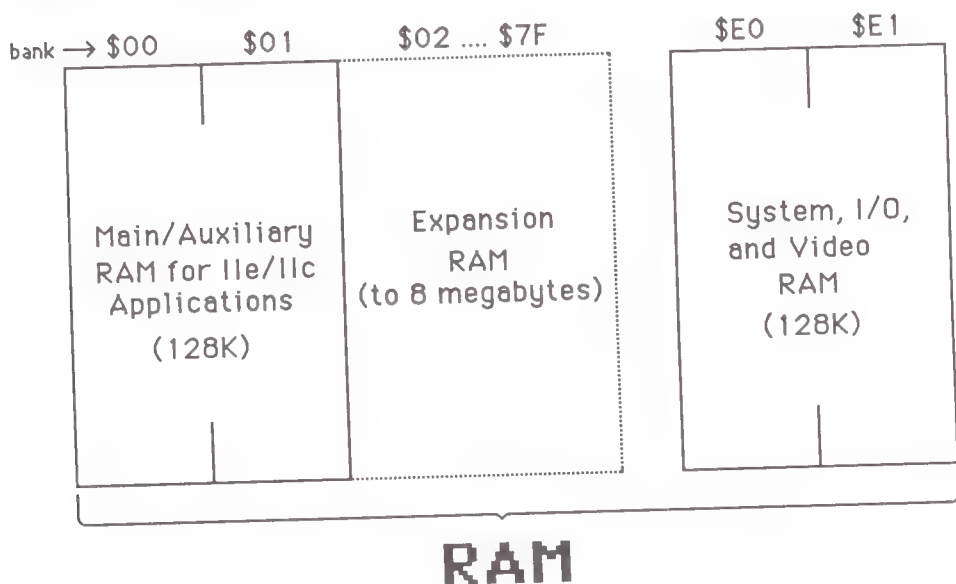 bank → $00 $01 $02 .... $7F $E0 $E1
Main/Auxiliary
RAM for IIe/IIc
Applications
(128K)
Expansion
RAM
(to 8 megabytes)
System, I/O,
and Video
RAM
(128K)
RAM